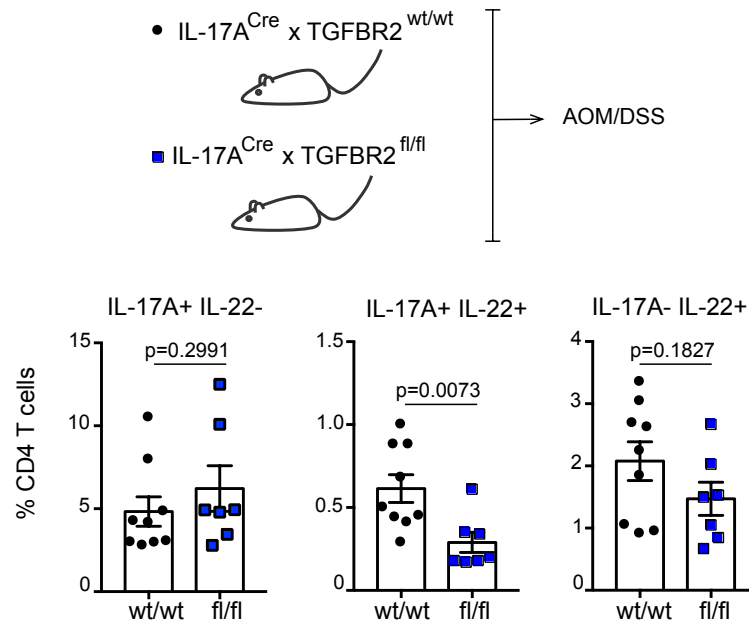 IL-17A^Cre x TGFBR2^wt/wt
AOM/DSS
IL-17A^Cre x TGFBR2^fl/fl
IL-17A+ IL-22-
IL-17A+ IL-22+
IL-17A- IL-22+
% CD4 T cells
15
10
5
0
p=0.2991
wt/wt
fl/fl
1.5
1.0
0.5
0.0
p=0.0073
wt/wt
fl/fl
4
3
2
1
0
p=0.1827
wt/wt
fl/fl